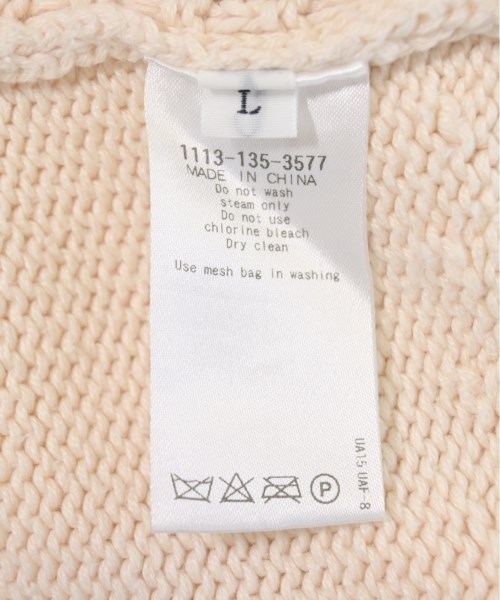 L
1113-135-3577
MADE IN CHINA
Do not wash
steam only
Do not use
chlorine bleach
Dry clean
Use mesh bag in washing
P
UA15 UAF-8